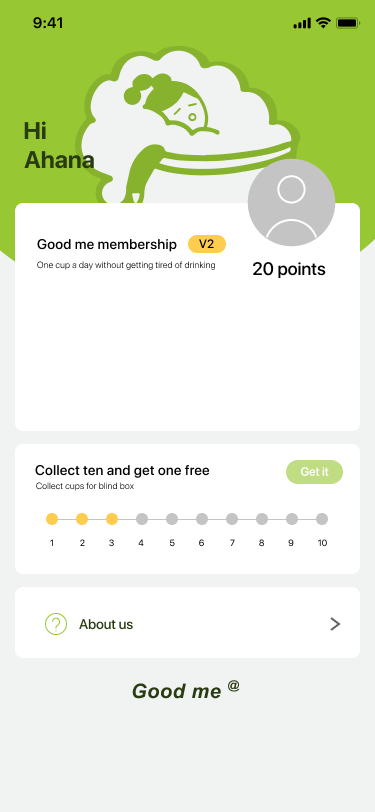 9:41
Hi
Ahana
Good me membership V2
One cup a day without getting tired of drinking
20 points
Collect ten and get one free
Get it
Collect cups for blind box
1 2 3 4 5 6 7 8 9 10
? About us
Good me @